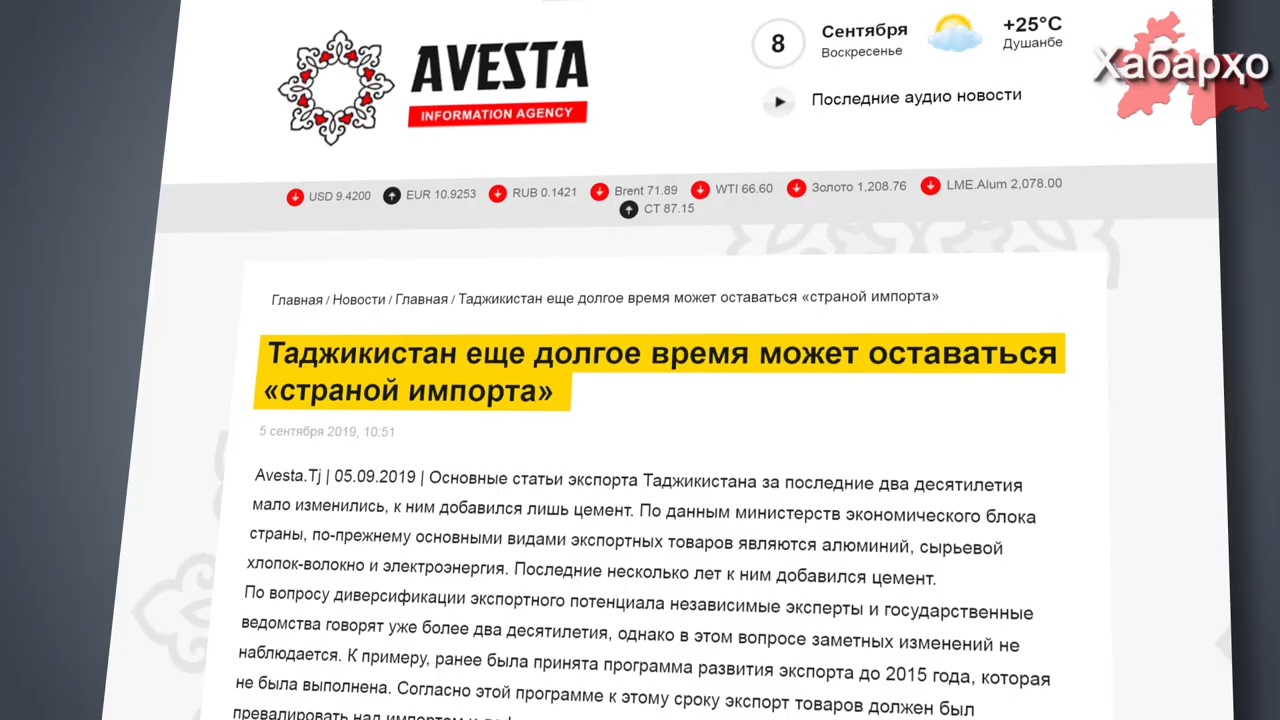 AVESTA
INFORMATION AGENCY
8
Сентября
Воскресенье
+25°C
Душанбе
Хабарҳо
Последние аудио новости
USD 9.4200 EUR 10.9253 RUB 0.1421 Brent 71.89 WTI 66.60 Золото 1,208.76 LME.Alum 2,078.00
CT 87.15
Главная / Новости / Главная / Таджикистан еще долгое время может оставаться «страной импорта»
Таджикистан еще долгое время может оставаться
«страной импорта»
5 сентября 2019, 10:51
Avesta.Tj | 05.09.2019 | Основные статьи экспорта Таджикистана за последние два десятилетия
мало изменились, к ним добавился лишь цемент. По данным министерств экономического блока
страны, по-прежнему основными видами экспортных товаров являются алюминий, сырьевой
хлопок-волокно и электроэнергия. Последние несколько лет к ним добавился цемент.
По вопросу диверсификации экспортного потенциала независимые эксперты и государственные
ведомства говорят уже более два десятилетия, однако в этом вопросе заметных изменений не
наблюдается. К примеру, ранее была принята программа развития экспорта до 2015 года, которая
не была выполнена. Согласно этой программе к этому сроку экспорт товаров должен был
превалировать над импортом и